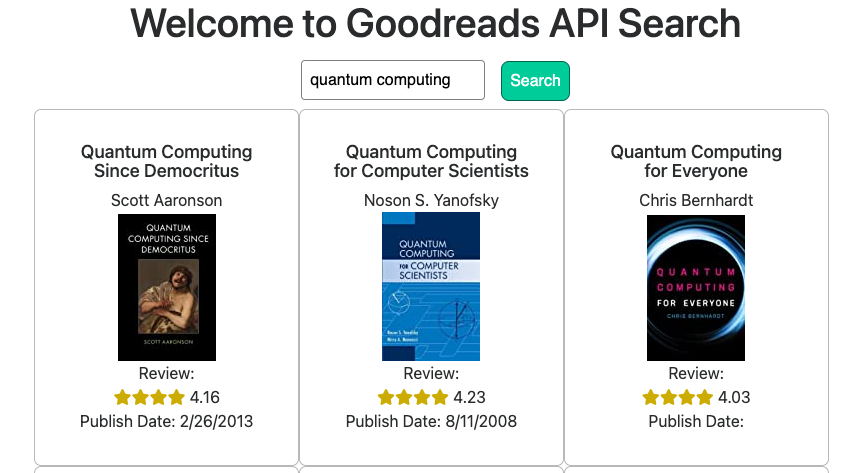 Welcome to Goodreads API Search
quantum computing
Search
Quantum Computing
Since Democritus
Scott Aaronson
QUANTUM
COMPUTING SINCE
DEMOCRITUS
SCOTT AARONSON
Review:
4.16
Publish Date: 2/26/2013
Quantum Computing
for Computer Scientists
Noson S. Yanofsky
QUANTUM
COMPUTING
FOR COMPUTER
SCIENTISTS
Noson S. Yanofsky
Mirco A. Mannucci
Review:
4.23
Publish Date: 8/11/2008
Quantum Computing
for Everyone
Chris Bernhardt
QUANTUM
COMPUTING
FOR EVERYONE
CHRIS BERNHARDT
Review:
4.03
Publish Date: